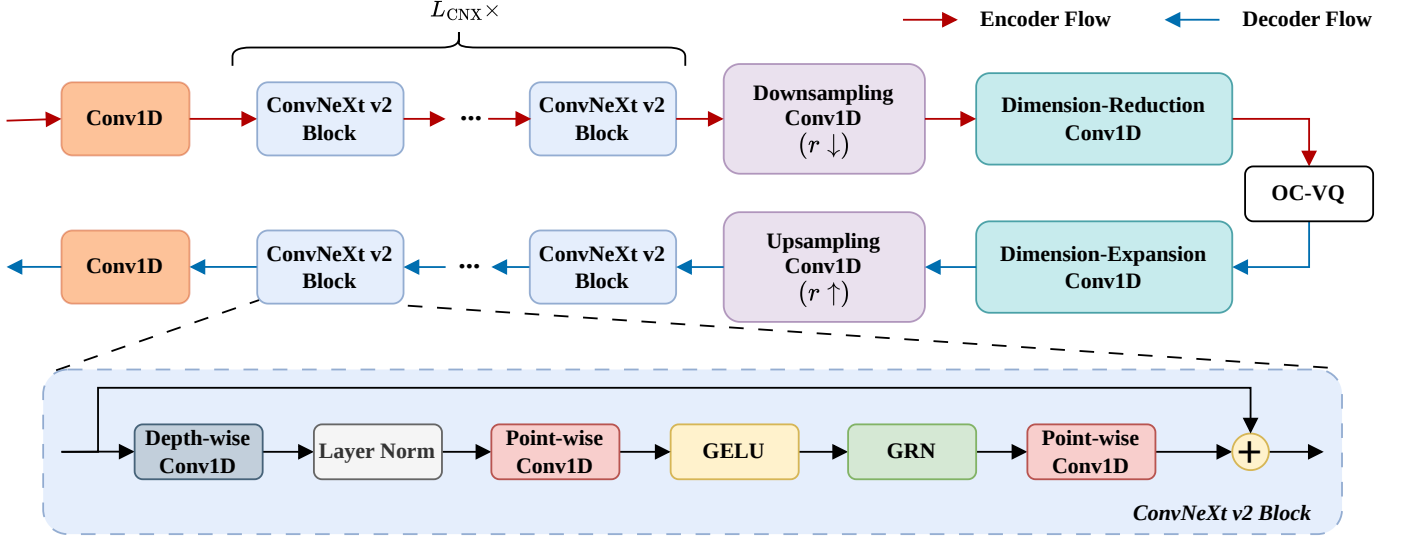 L_CNX ×
Encoder Flow
Decoder Flow
Conv1D
ConvNeXt v2
Block
...
ConvNeXt v2
Block
Downsampling
Conv1D
(r ↓)
Dimension-Reduction
Conv1D
OC-VQ
Conv1D
ConvNeXt v2
Block
...
ConvNeXt v2
Block
Upsampling
Conv1D
(r ↑)
Dimension-Expansion
Conv1D
Depth-wise
Conv1D
Layer Norm
Point-wise
Conv1D
GELU
GRN
Point-wise
Conv1D
+
ConvNeXt v2 Block